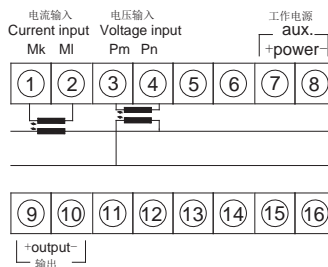 电流输入 电压输入 工作电源
Current input Voltage input aux.
Mk Ml Pm Pn +power−
1 2 3 4 5 6 7 8
9 10 11 12 13 14 15 16
+output−
输出